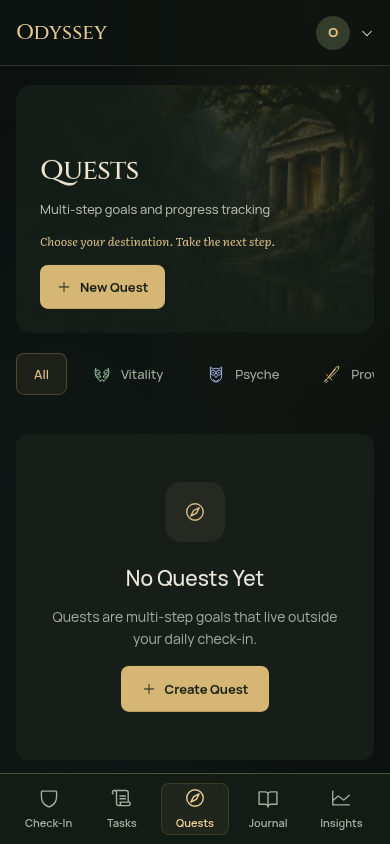 ODYSSEY
O
QUESTS
Multi-step goals and progress tracking
Choose your destination. Take the next step.
New Quest
All
Vitality
Psyche
Prov
No Quests Yet
Quests are multi-step goals that live outside
your daily check-in.
Create Quest
Check-In
Tasks
Quests
Journal
Insights